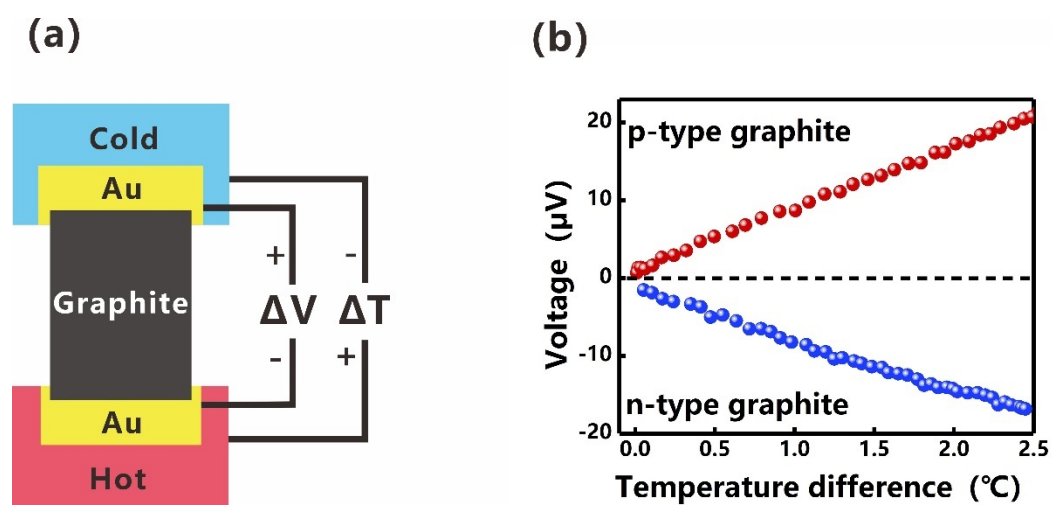 (a)
Cold
Au
Graphite
Au
Hot
+
-
ΔV
ΔT
-
+
(b)
20
10
0
-10
-20
Voltage (μV)
p-type graphite
n-type graphite
0.0 0.5 1.0 1.5 2.0 2.5
Temperature difference (℃)